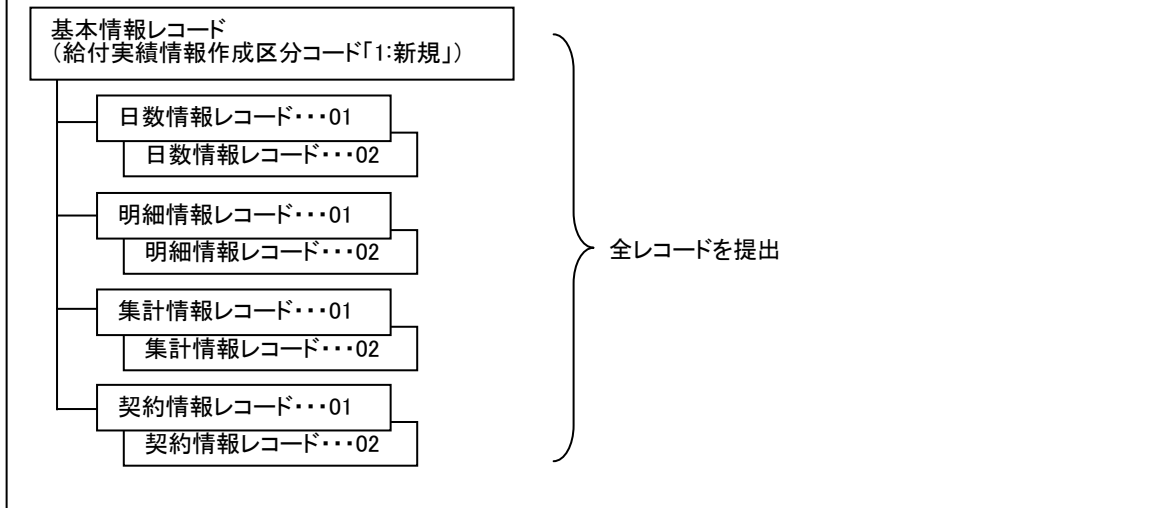 基本情報レコード
（給付実績情報作成区分コード「1:新規」）
日数情報レコード･･･01
日数情報レコード･･･02
明細情報レコード･･･01
明細情報レコード･･･02
全レコードを提出
集計情報レコード･･･01
集計情報レコード･･･02
契約情報レコード･･･01
契約情報レコード･･･02